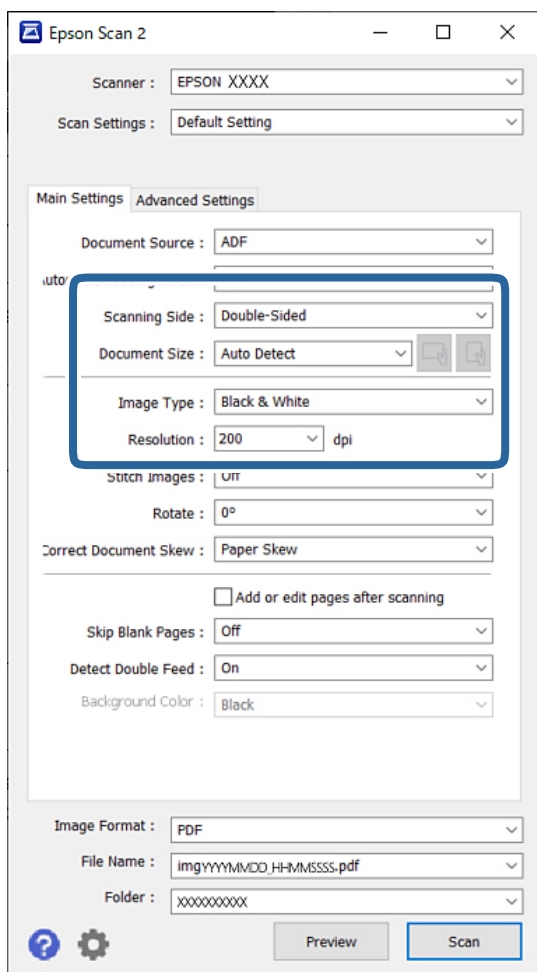 Epson Scan 2
Scanner : EPSON XXXX
Scan Settings : Default Setting
Main Settings Advanced Settings
Document Source : ADF
Scanning Side : Double-Sided
Document Size : Auto Detect
Image Type : Black & White
Resolution : 200 dpi
Stitch Images : Off
Rotate : 0°
Correct Document Skew : Paper Skew
Add or edit pages after scanning
Skip Blank Pages : Off
Detect Double Feed : On
Background Color : Black
Image Format : PDF
File Name : imgYYYYMMDD_HHMMSSSS.pdf
Folder : XXXXXXXXXX
?
Preview Scan